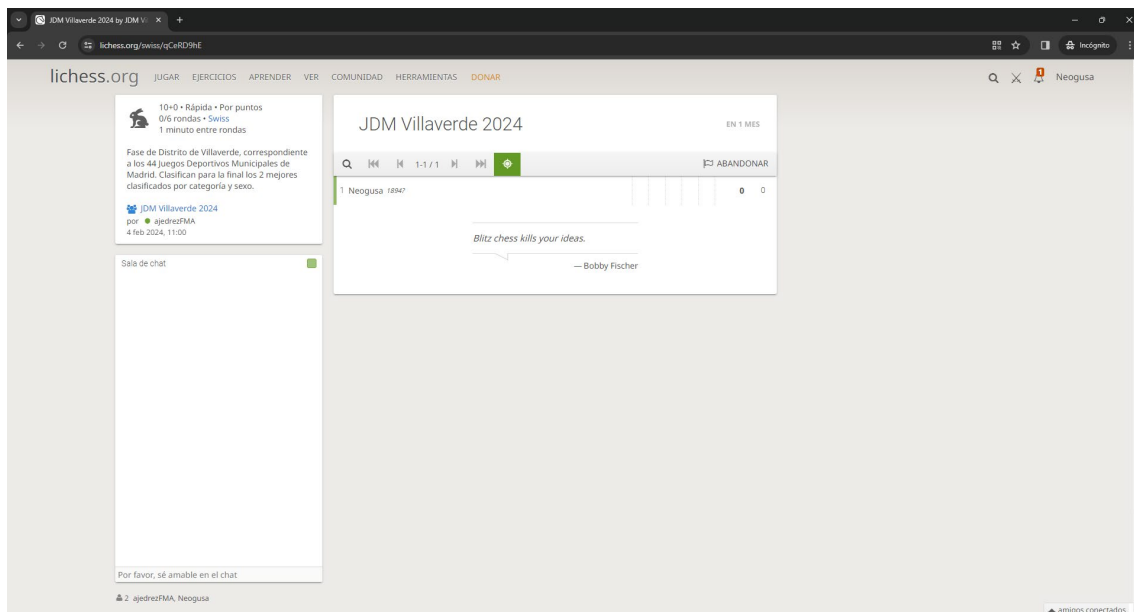 JDM Villaverde 2024 by JDM Vi
lichess.org/swiss/qCeRD9hE
Incógnito
lichess.org JUGAR EJERCICIOS APRENDER VER COMUNIDAD HERRAMIENTAS DONAR
1
Neogusa
10+0 • Rápida • Por puntos
0/6 rondas • Swiss
1 minuto entre rondas
Fase de Distrito de Villaverde, correspondiente
a los 44 Juegos Deportivos Municipales de
Madrid. Clasifican para la final los 2 mejores
clasificados por categoría y sexo.
JDM Villaverde 2024
por ajedrezFMA
4 feb 2024, 11:00
Sala de chat
Por favor, sé amable en el chat
2 ajedrezFMA, Neogusa
JDM Villaverde 2024
EN 1 MES
1-1 / 1
ABANDONAR
1 Neogusa 1894? 0 0
Blitz chess kills your ideas.
— Bobby Fischer
amigos conectados